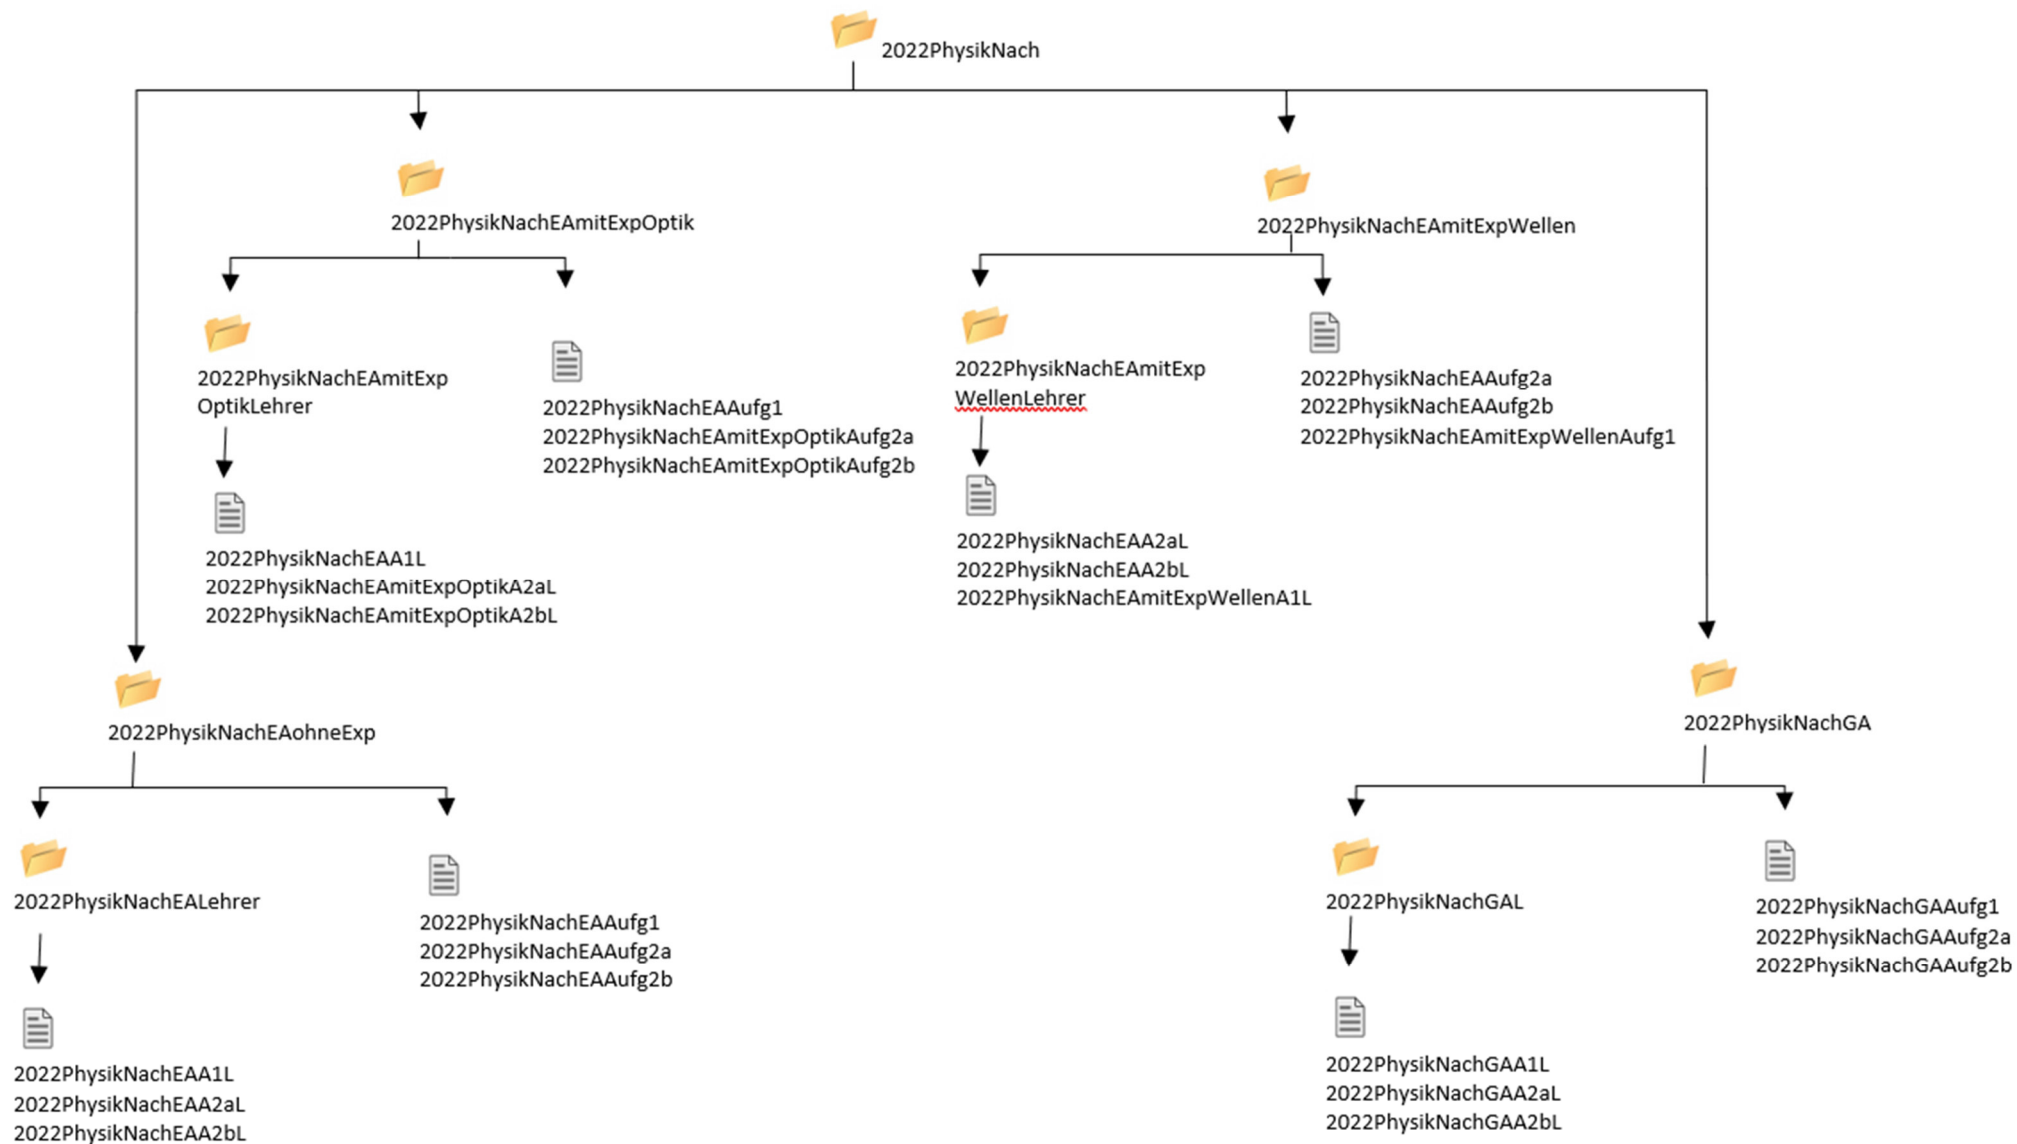 2022PhysikNach
2022PhysikNachEAmitExpOptik
2022PhysikNachEAmitExpWellen
2022PhysikNachEAmitExp
OptikLehrer
2022PhysikNachEAAufg1
2022PhysikNachEAmitExpOptikAufg2a
2022PhysikNachEAmitExpOptikAufg2b
2022PhysikNachEAmitExp
WellenLehrer
2022PhysikNachEAAufg2a
2022PhysikNachEAAufg2b
2022PhysikNachEAmitExpWellenAufg1
2022PhysikNachEAA1L
2022PhysikNachEAmitExpOptikA2aL
2022PhysikNachEAmitExpOptikA2bL
2022PhysikNachEAA2aL
2022PhysikNachEAA2bL
2022PhysikNachEAmitExpWellenA1L
2022PhysikNachEAohneExp
2022PhysikNachGA
2022PhysikNachEALehrer
2022PhysikNachEAAufg1
2022PhysikNachEAAufg2a
2022PhysikNachEAAufg2b
2022PhysikNachGAL
2022PhysikNachGAAufg1
2022PhysikNachGAAufg2a
2022PhysikNachGAAufg2b
2022PhysikNachEAA1L
2022PhysikNachEAA2aL
2022PhysikNachEAA2bL
2022PhysikNachGAA1L
2022PhysikNachGAA2aL
2022PhysikNachGAA2bL